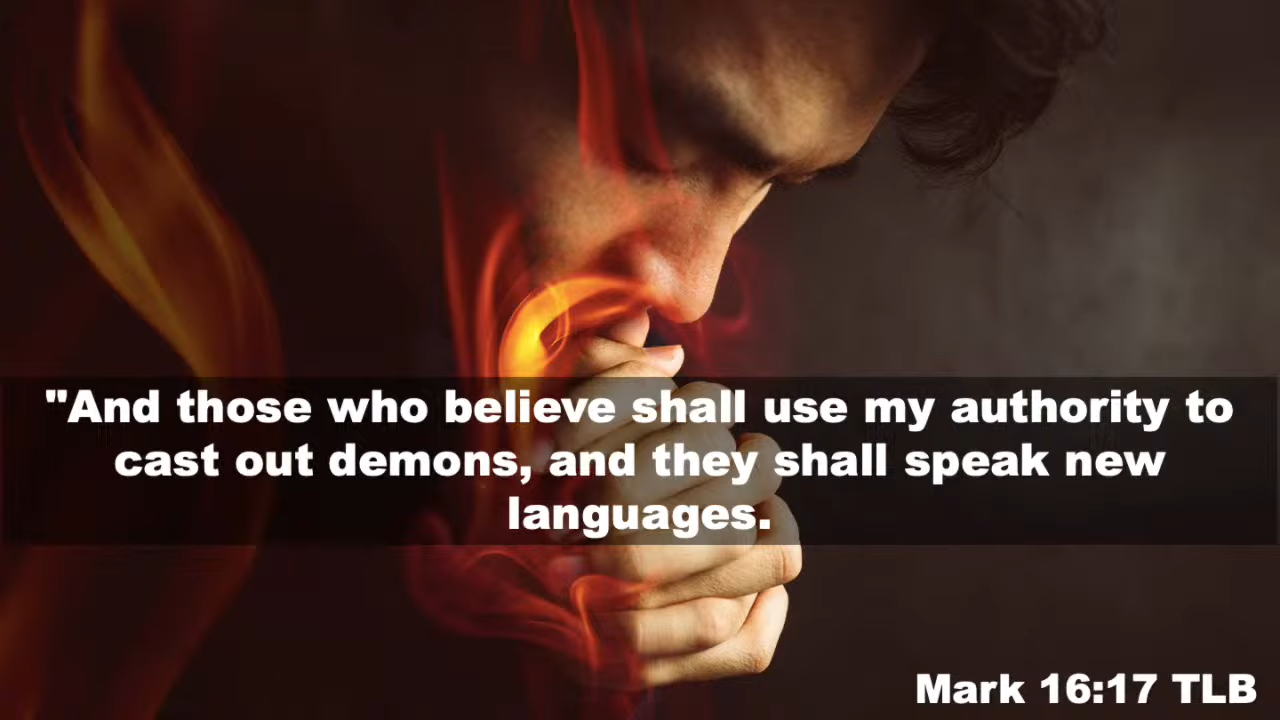 "And those who believe shall use my authority to
cast out demons, and they shall speak new
languages.
Mark 16:17 TLB